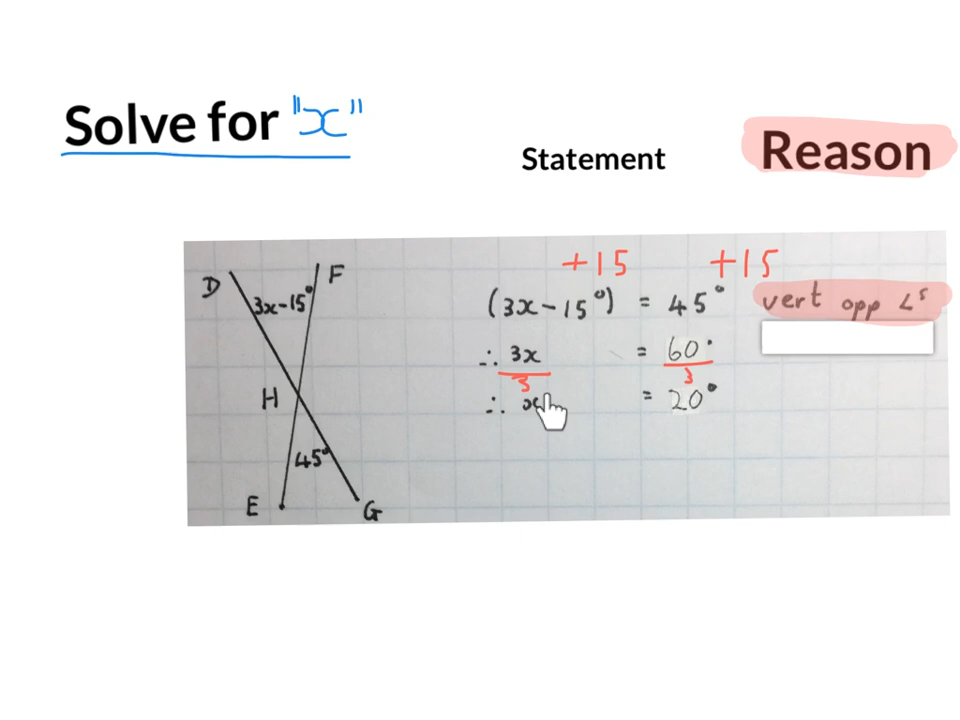 Solve for "x"
Statement Reason
+15 +15
D F
3x-15° (3x-15°) = 45° vert opp ∠s
∴ 3x = 60°
3 3
H ∴ x = 20°
45°
E G